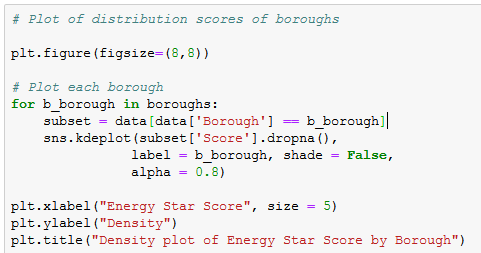 # Plot of distribution scores of boroughs
plt.figure(figsize=(8,8))
# Plot each borough
for b_borough in boroughs:
    subset = data[data['Borough'] == b_borough]
    sns.kdeplot(subset['Score'].dropna(),
                label = b_borough, shade = False,
                alpha = 0.8)
plt.xlabel("Energy Star Score", size = 5)
plt.ylabel("Density")
plt.title("Density plot of Energy Star Score by Borough")